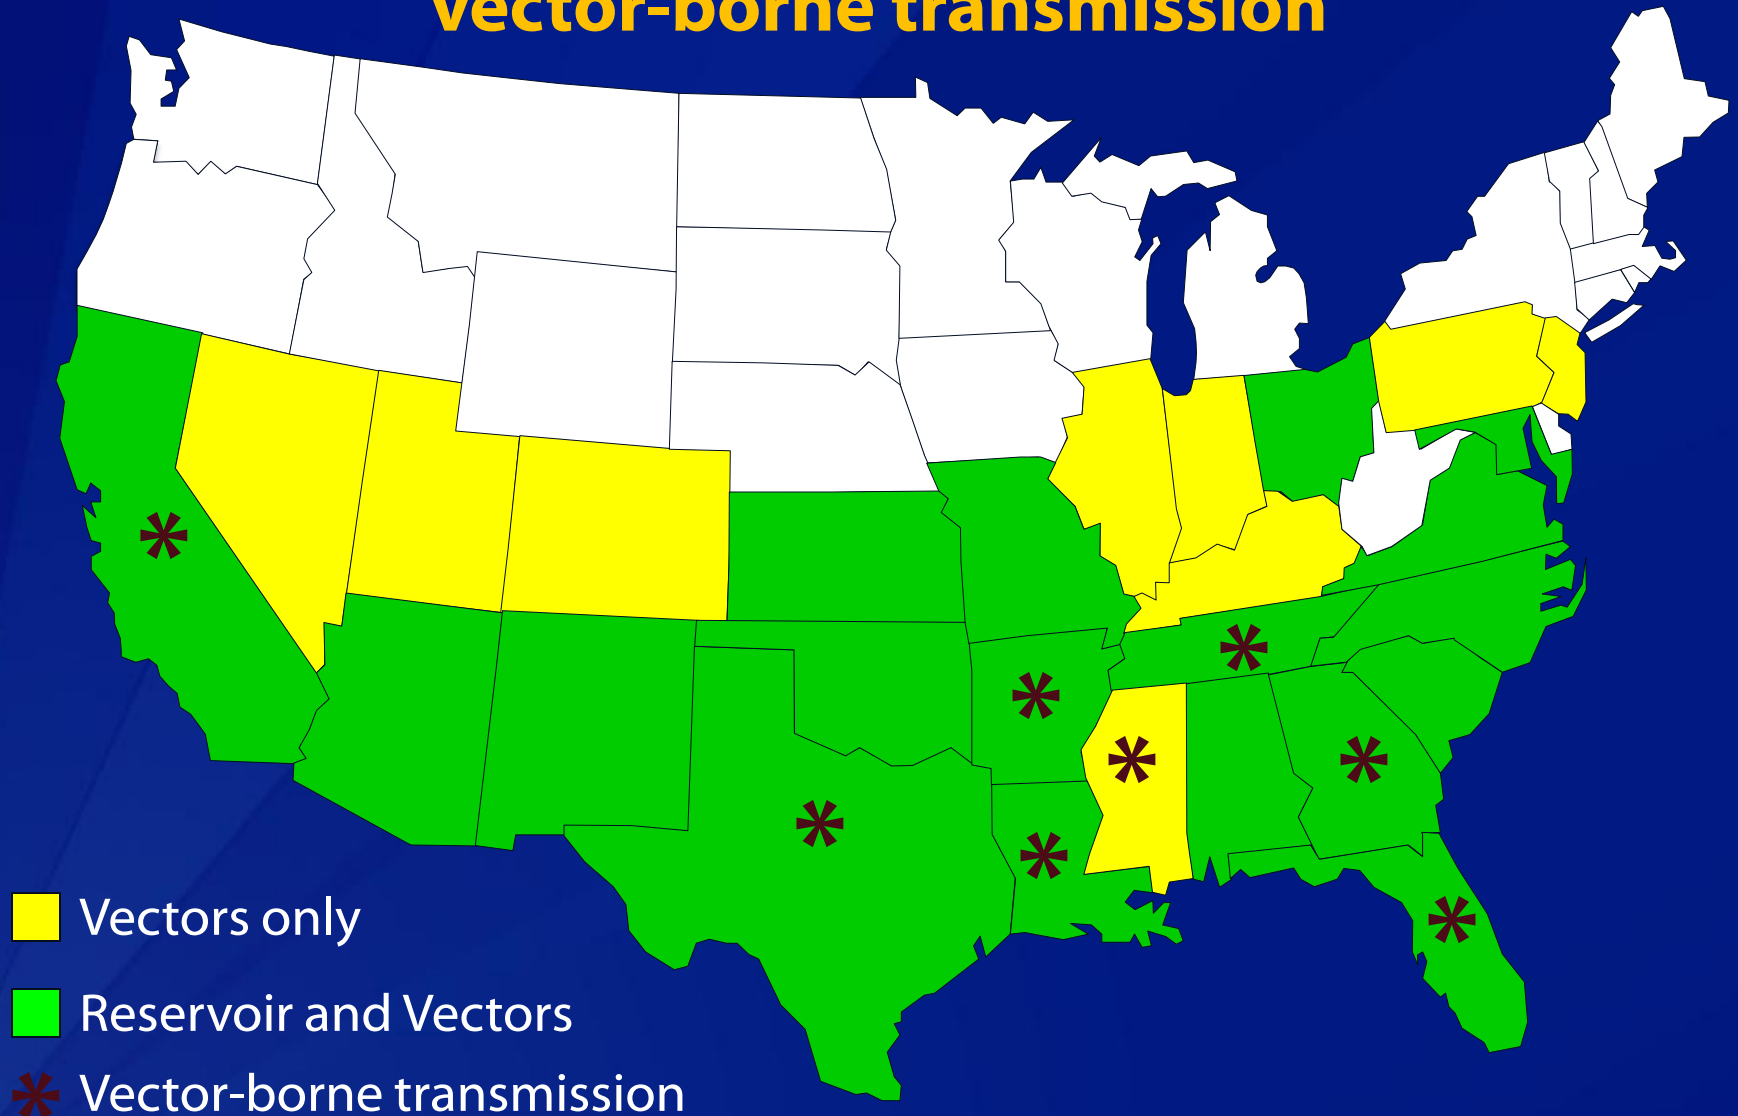 vector-borne transmission
Vectors only
Reservoir and Vectors
* Vector-borne transmission